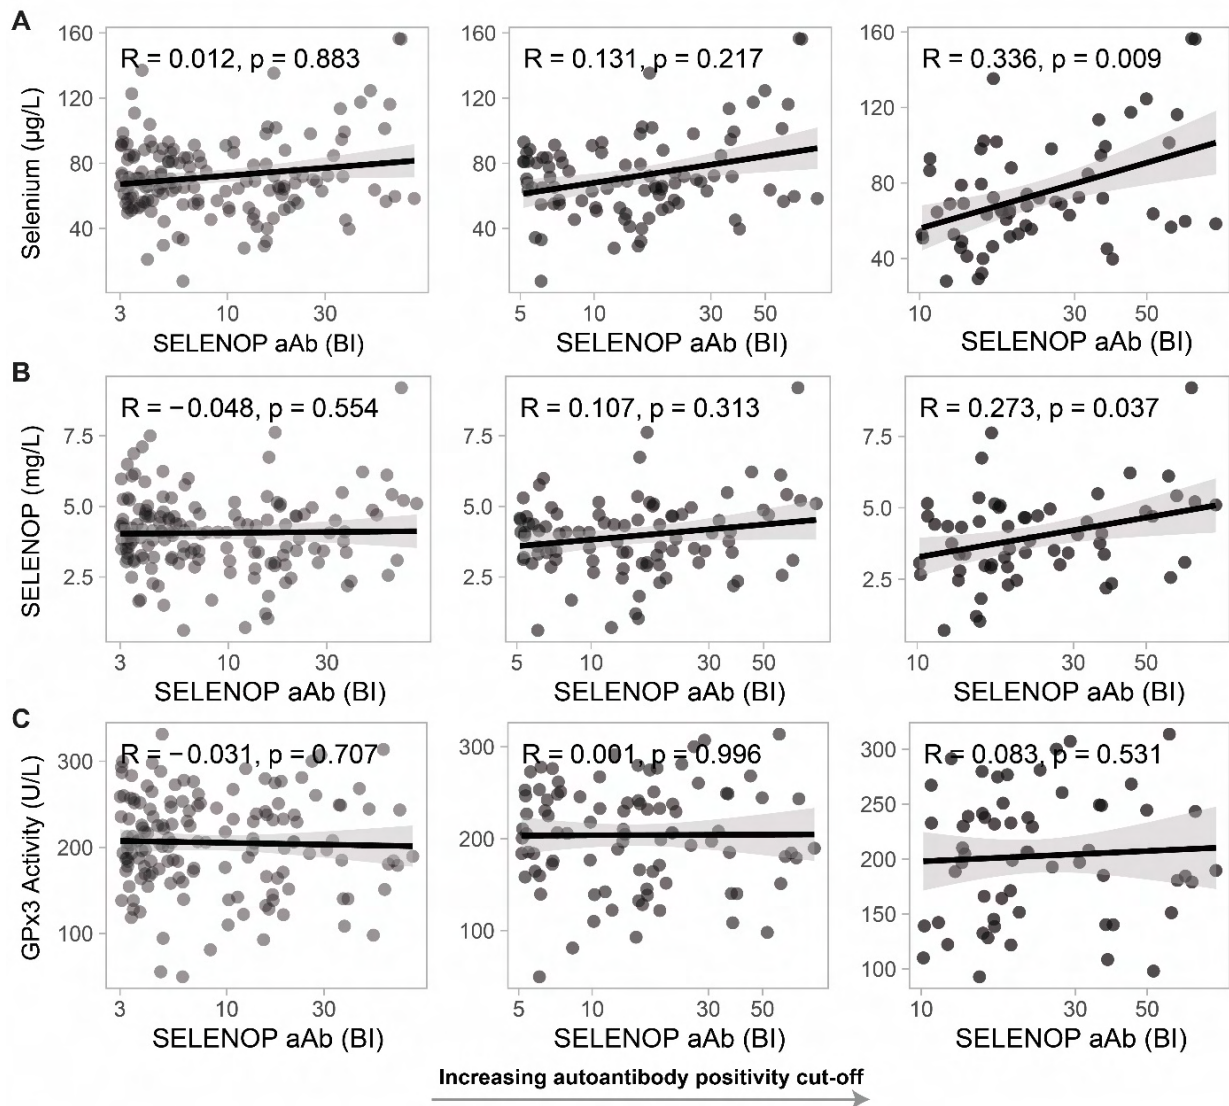 A
Selenium (µg/L)
160
120
80
40
R = 0.012, p = 0.883
3
10
30
SELENOP aAb (BI)
160
120
80
40
R = 0.131, p = 0.217
5
10
30
50
SELENOP aAb (BI)
160
120
80
40
R = 0.336, p = 0.009
10
30
50
SELENOP aAb (BI)
B
SELENOP (mg/L)
7.5
5.0
2.5
R = −0.048, p = 0.554
3
10
30
SELENOP aAb (BI)
7.5
5.0
2.5
R = 0.107, p = 0.313
5
10
30
50
SELENOP aAb (BI)
7.5
5.0
2.5
R = 0.273, p = 0.037
10
30
50
SELENOP aAb (BI)
C
GPx3 Activity (U/L)
300
200
100
R = −0.031, p = 0.707
3
10
30
SELENOP aAb (BI)
300
200
100
R = 0.001, p = 0.996
5
10
30
50
SELENOP aAb (BI)
300
250
200
150
100
R = 0.083, p = 0.531
10
30
50
SELENOP aAb (BI)
Increasing autoantibody positivity cut-off